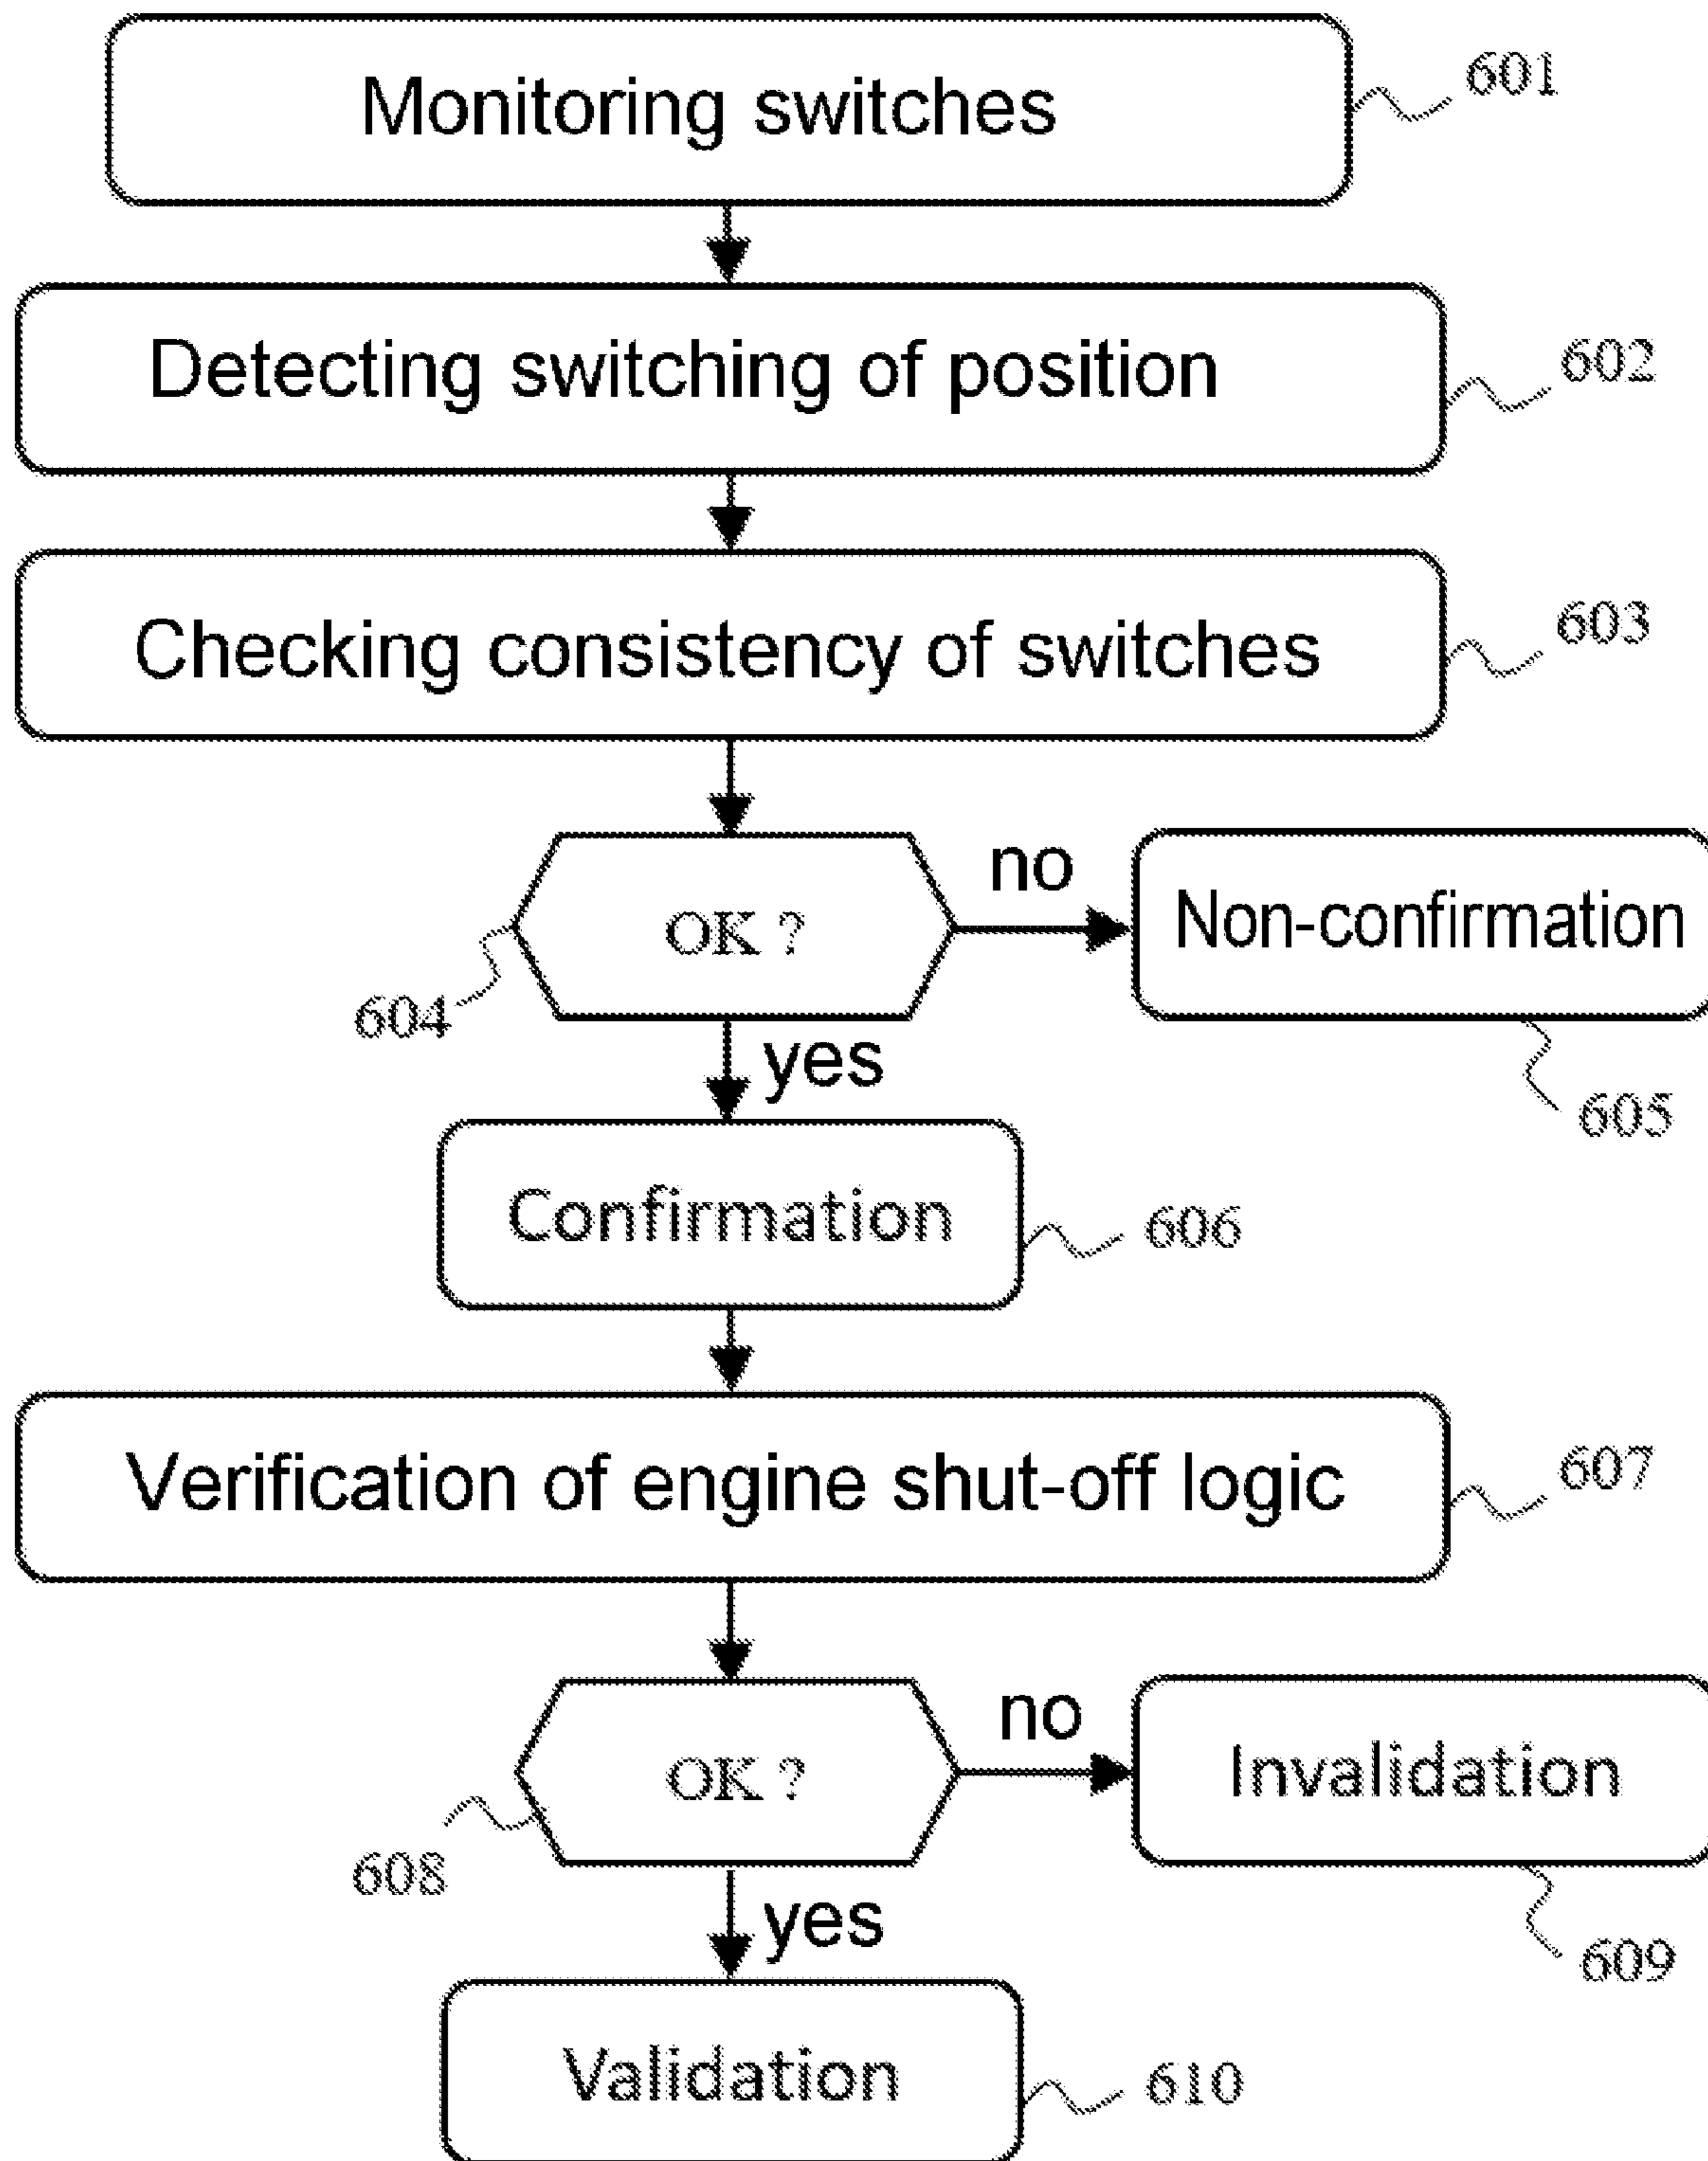 Monitoring switches
601
Detecting switching of position
602
Checking consistency of switches
603
OK ?
no
Non-confirmation
604
yes
605
Confirmation
606
Verification of engine shut-off logic
607
OK ?
no
Invalidation
608
yes
609
Validation
610